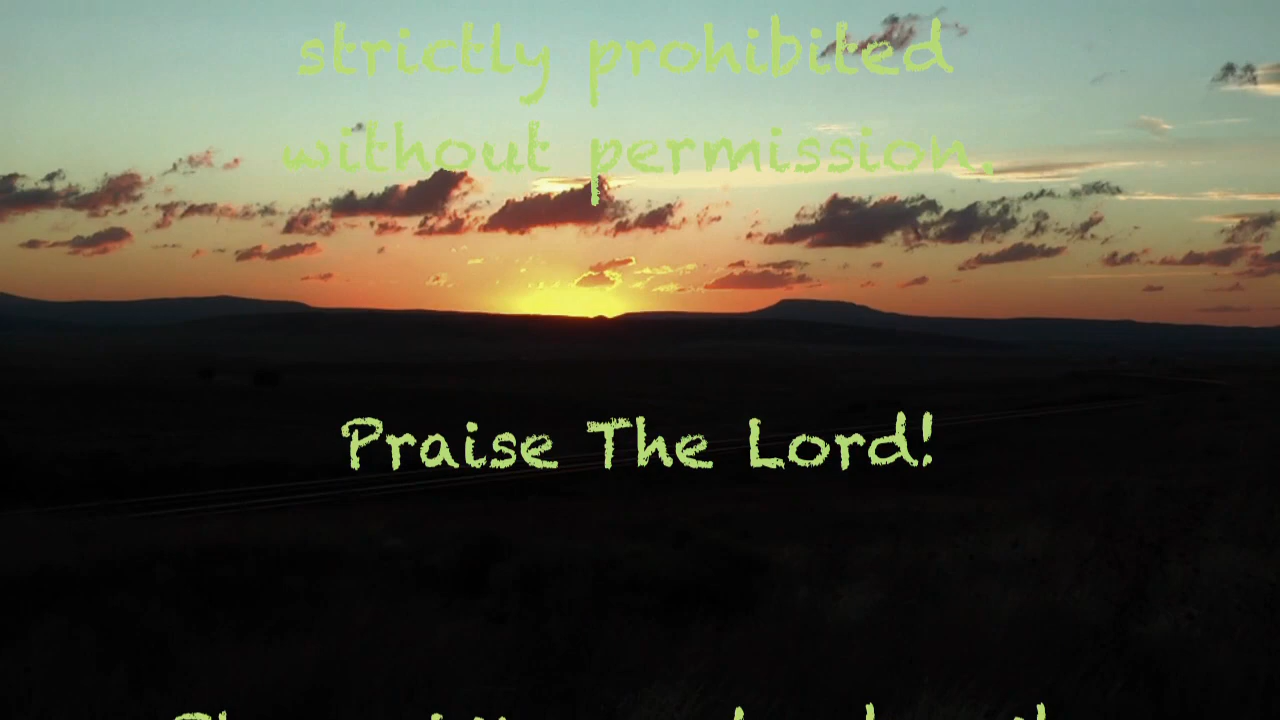 strictly prohibited
without permission.
Praise The Lord!